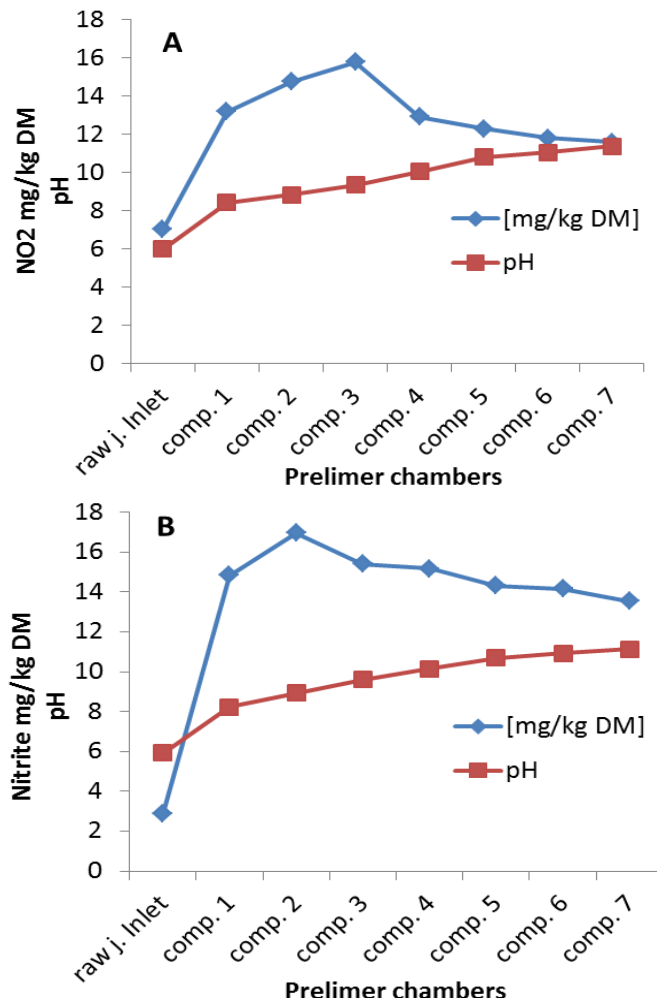 A
18
16
14
12
10
8
6
4
2
0
NO2 mg/kg DM
pH
[mg/kg DM]
pH
raw j. Inlet
comp. 1
comp. 2
comp. 3
comp. 4
comp. 5
comp. 6
comp. 7
Prelimer chambers
B
18
16
14
12
10
8
6
4
2
0
Nitrite mg/kg DM
pH
[mg/kg DM]
pH
raw j. Inlet
comp. 1
comp. 2
comp. 3
comp. 4
comp. 5
comp. 6
comp. 7
Prelimer chambers